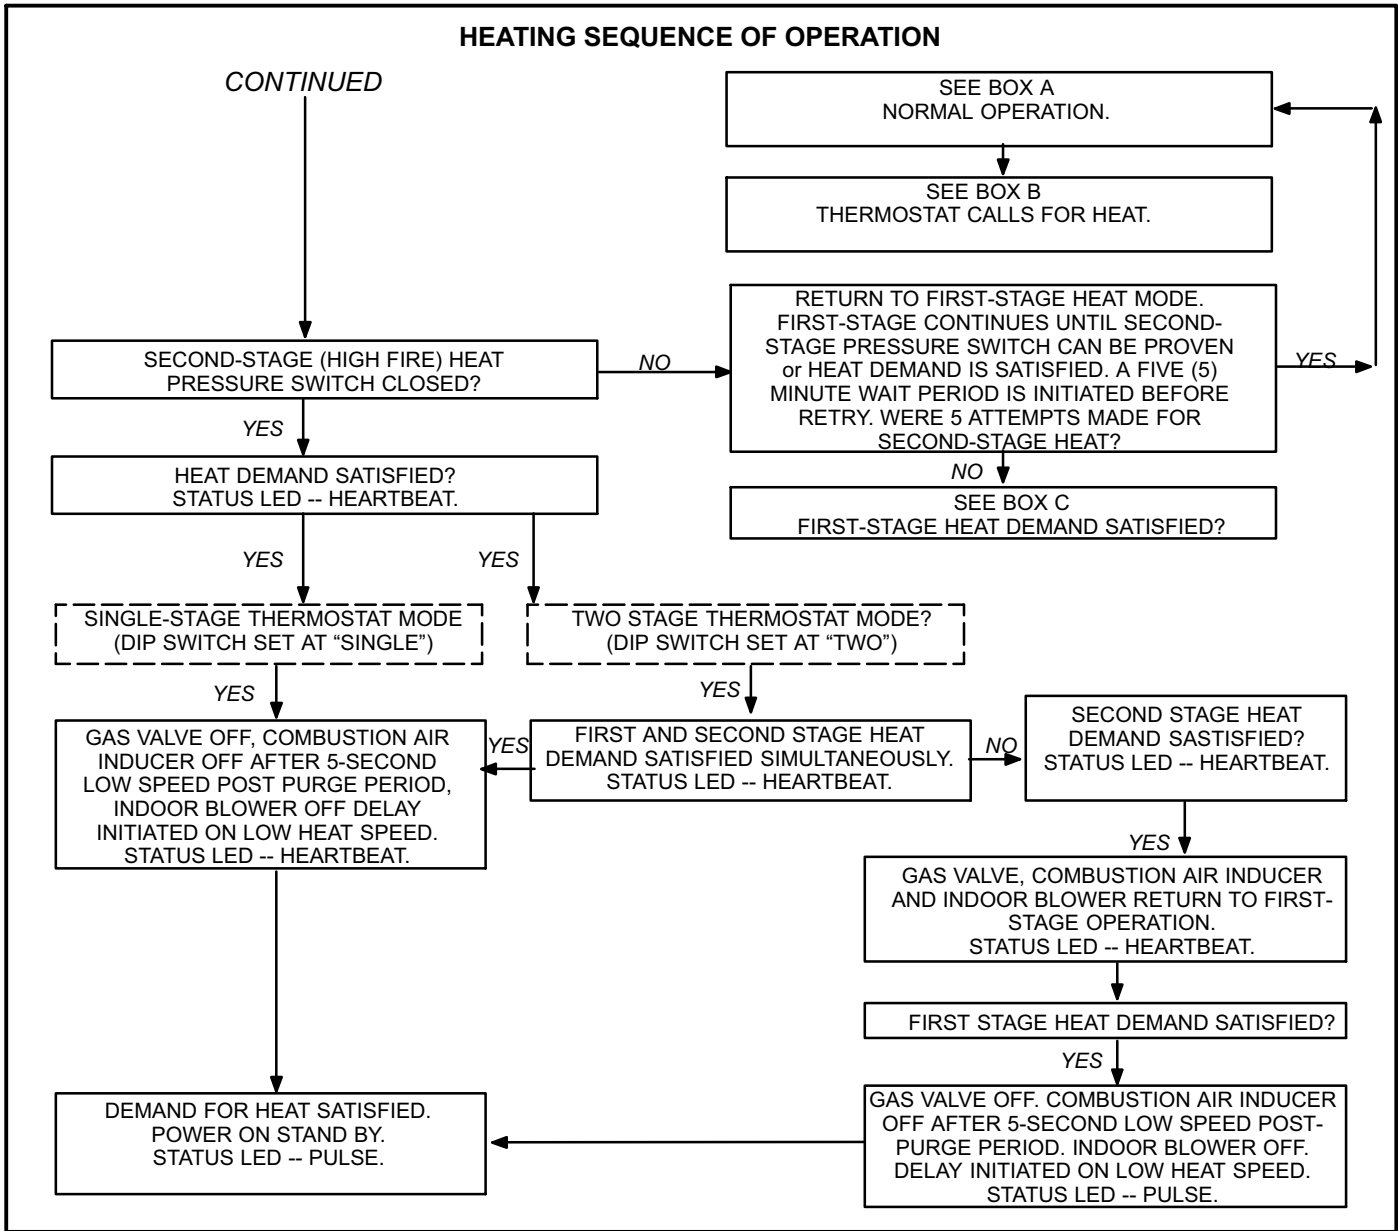 HEATING SEQUENCE OF OPERATION
CONTINUED
SEE BOX A
NORMAL OPERATION.
SEE BOX B
THERMOSTAT CALLS FOR HEAT.
SECOND-STAGE (HIGH FIRE) HEAT
PRESSURE SWITCH CLOSED?
NO
RETURN TO FIRST-STAGE HEAT MODE.
FIRST-STAGE CONTINUES UNTIL SECOND-
STAGE PRESSURE SWITCH CAN BE PROVEN
or HEAT DEMAND IS SATISFIED. A FIVE (5)
MINUTE WAIT PERIOD IS INITIATED BEFORE
RETRY. WERE 5 ATTEMPTS MADE FOR
SECOND-STAGE HEAT?
YES
YES
NO
HEAT DEMAND SATISFIED?
STATUS LED -- HEARTBEAT.
SEE BOX C
FIRST-STAGE HEAT DEMAND SATISFIED?
YES
YES
SINGLE-STAGE THERMOSTAT MODE
(DIP SWITCH SET AT “SINGLE”)
TWO STAGE THERMOSTAT MODE?
(DIP SWITCH SET AT “TWO”)
YES
YES
GAS VALVE OFF, COMBUSTION AIR
INDUCER OFF AFTER 5-SECOND
LOW SPEED POST PURGE PERIOD,
INDOOR BLOWER OFF DELAY
INITIATED ON LOW HEAT SPEED.
STATUS LED -- HEARTBEAT.
YES
FIRST AND SECOND STAGE HEAT
DEMAND SATISFIED SIMULTANEOUSLY.
STATUS LED -- HEARTBEAT.
NO
SECOND STAGE HEAT
DEMAND SASTISFIED?
STATUS LED -- HEARTBEAT.
YES
GAS VALVE, COMBUSTION AIR INDUCER
AND INDOOR BLOWER RETURN TO FIRST-
STAGE OPERATION.
STATUS LED -- HEARTBEAT.
FIRST STAGE HEAT DEMAND SATISFIED?
YES
DEMAND FOR HEAT SATISFIED.
POWER ON STAND BY.
STATUS LED -- PULSE.
GAS VALVE OFF. COMBUSTION AIR INDUCER
OFF AFTER 5-SECOND LOW SPEED POST-
PURGE PERIOD. INDOOR BLOWER OFF.
DELAY INITIATED ON LOW HEAT SPEED.
STATUS LED -- PULSE.